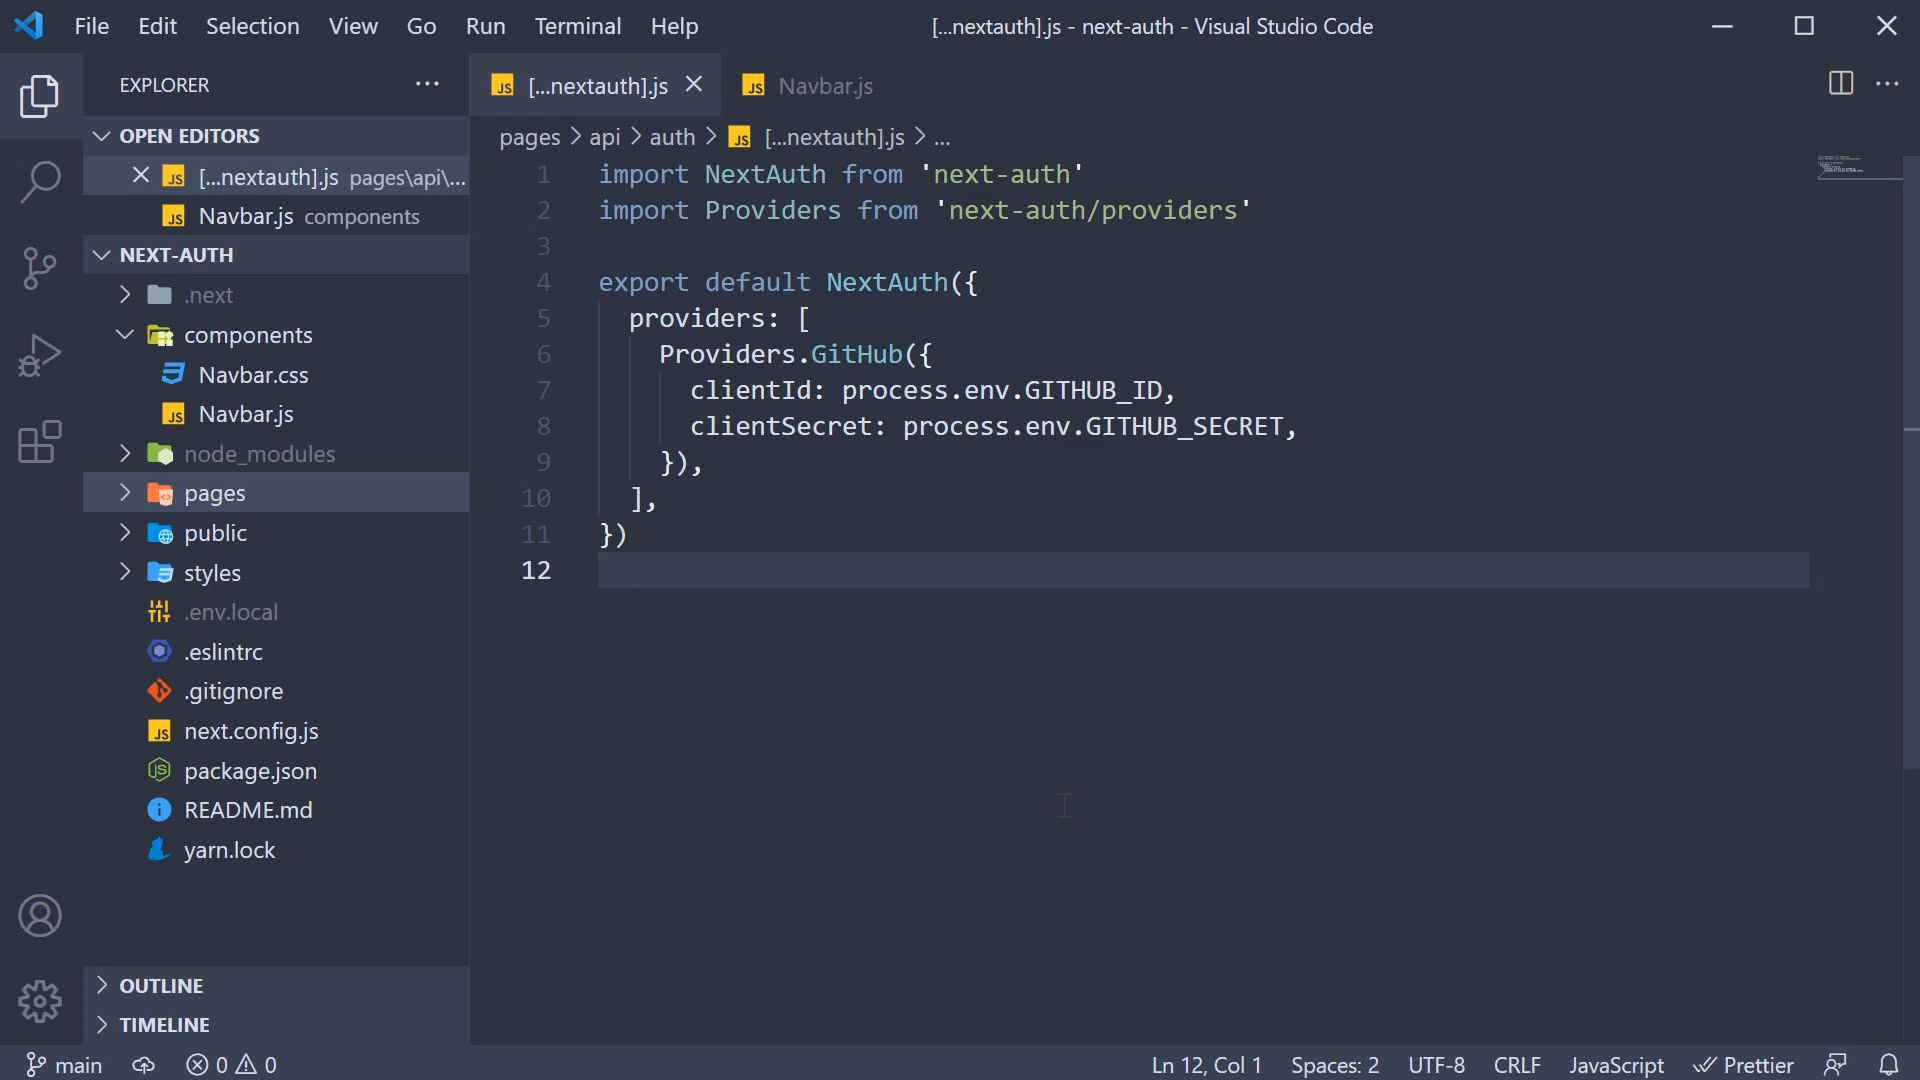 File Edit Selection View Go Run Terminal Help
[...nextauth].js - next-auth - Visual Studio Code
EXPLORER
OPEN EDITORS
[...nextauth].js pages\api\...
Navbar.js components
NEXT-AUTH
.next
components
Navbar.css
Navbar.js
node_modules
pages
public
styles
.env.local
.eslintrc
.gitignore
next.config.js
package.json
README.md
yarn.lock
OUTLINE
TIMELINE
[...nextauth].js
Navbar.js
pages > api > auth > JS [...nextauth].js > ...
1 import NextAuth from 'next-auth'
2 import Providers from 'next-auth/providers'
3
4 export default NextAuth({
5 providers: [
6 Providers.GitHub({
7 clientId: process.env.GITHUB_ID,
8 clientSecret: process.env.GITHUB_SECRET,
9 }),
10 ],
11 })
12
main 0 0 Ln 12, Col 1 Spaces: 2 UTF-8 CRLF JavaScript Prettier